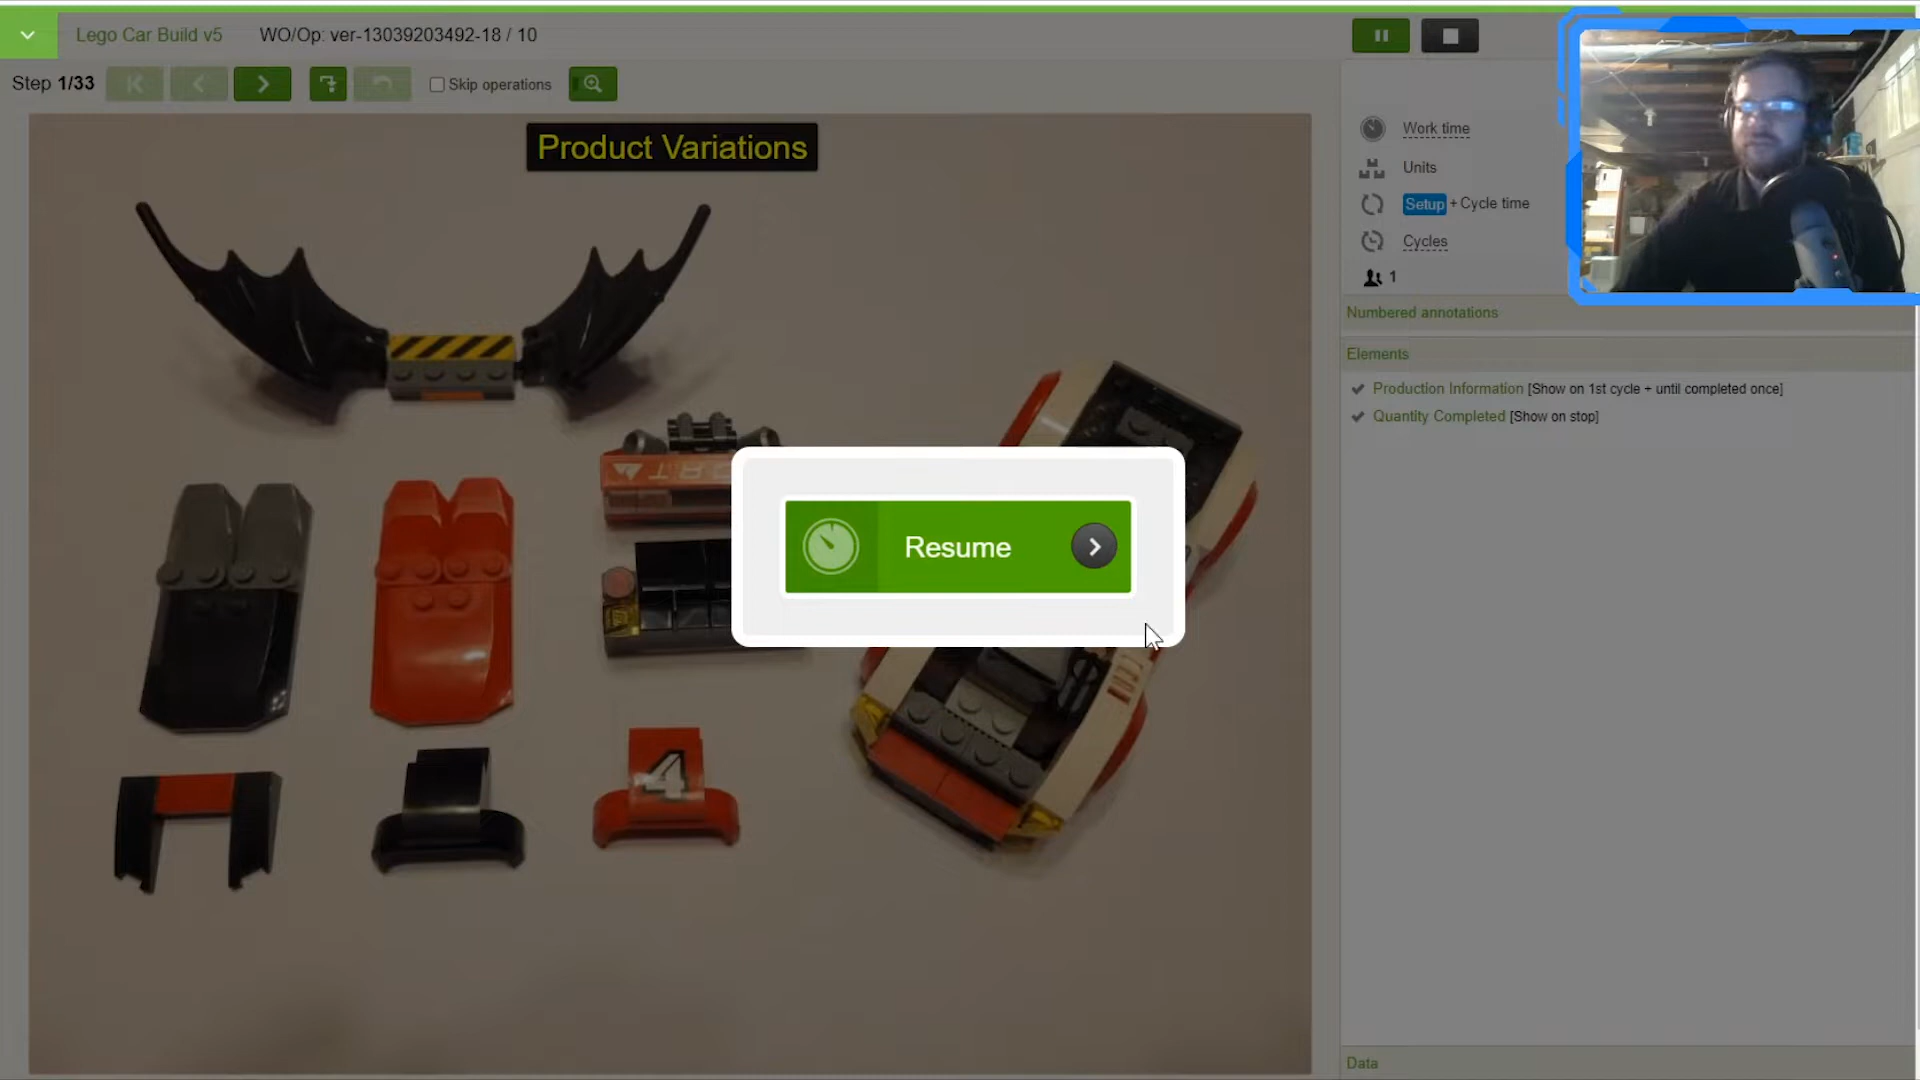 Lego Car Build v5 WO/Op: ver-13039203492-18 / 10
Step 1/33 Skip operations
Product Variations
Work time
Units
Setup + Cycle time
Cycles
1
Numbered annotations
Elements
Production Information [Show on 1st cycle + until completed once]
Quantity Completed [Show on stop]
Resume
4
Data